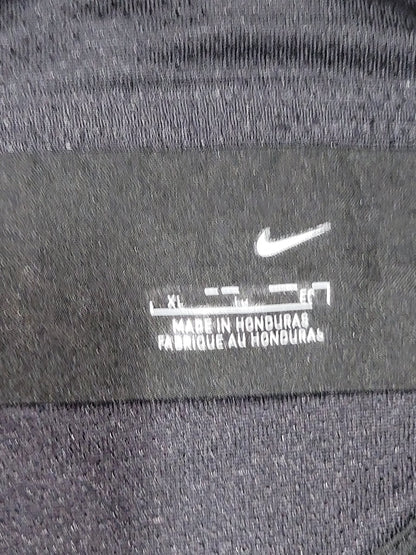 XL
MADE IN HONDURAS
FABRIQUE AU HONDURAS